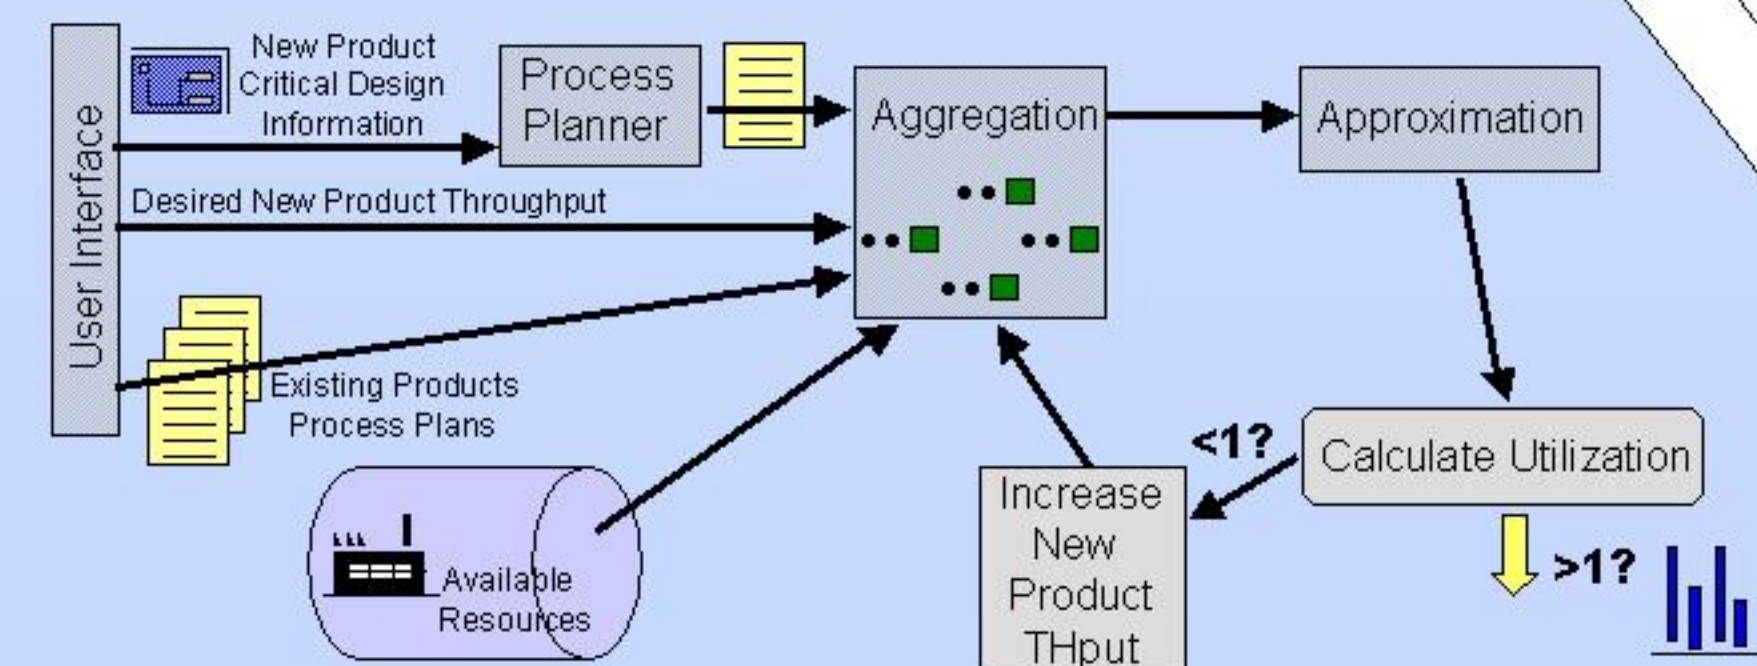 New Product
Critical Design
Information
Process
Planner
Aggregation
Approximation
User Interface
Desired New Product Throughput
Existing Products
Process Plans
<1?
Calculate Utilization
Increase
New
Product
THput
>1?
Available
Resources